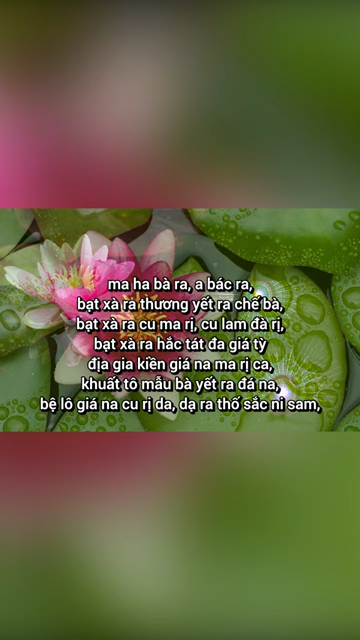 ma ha bà ra, a bác ra,
bạt xà ra thương yết ra chế bà,
bạt xà ra cu ma rị, cu lam đà rị,
bạt xà ra hắc tát đa giá tỳ
địa gia kiền giá na ma rị ca,
khuất tô mẫu bà yết ra đá na,
bệ lô giá na cu rị da, dạ ra thố sắc ni sam,